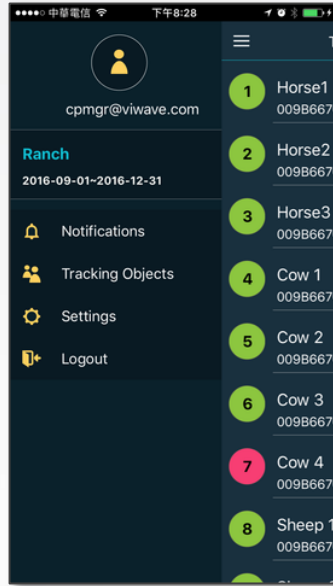 中華電信 下午8:28
cpmgr@viwave.com
Ranch
2016-09-01~2016-12-31
Notifications
Tracking Objects
Settings
Logout
1 Horse1
009B667
2 Horse2
009B667
3 Horse3
009B667
4 Cow 1
009B667
5 Cow 2
009B667
6 Cow 3
009B667
7 Cow 4
009B667
8 Sheep 1
009B667